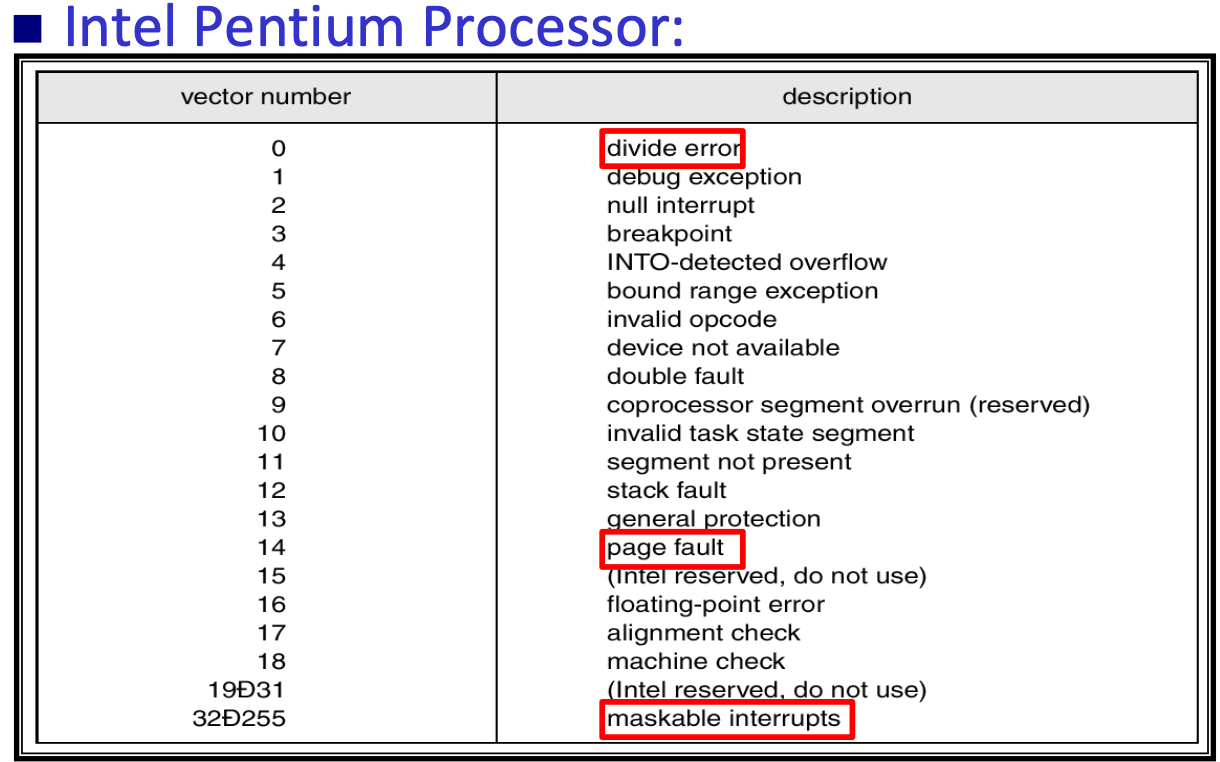 ■ Intel Pentium Processor:
vector number description
0 divide error
1 debug exception
2 null interrupt
3 breakpoint
4 INTO-detected overflow
5 bound range exception
6 invalid opcode
7 device not available
8 double fault
9 coprocessor segment overrun (reserved)
10 invalid task state segment
11 segment not present
12 stack fault
13 general protection
14 page fault
15 (Intel reserved, do not use)
16 floating-point error
17 alignment check
18 machine check
19Đ31 (Intel reserved, do not use)
32Đ255 maskable interrupts